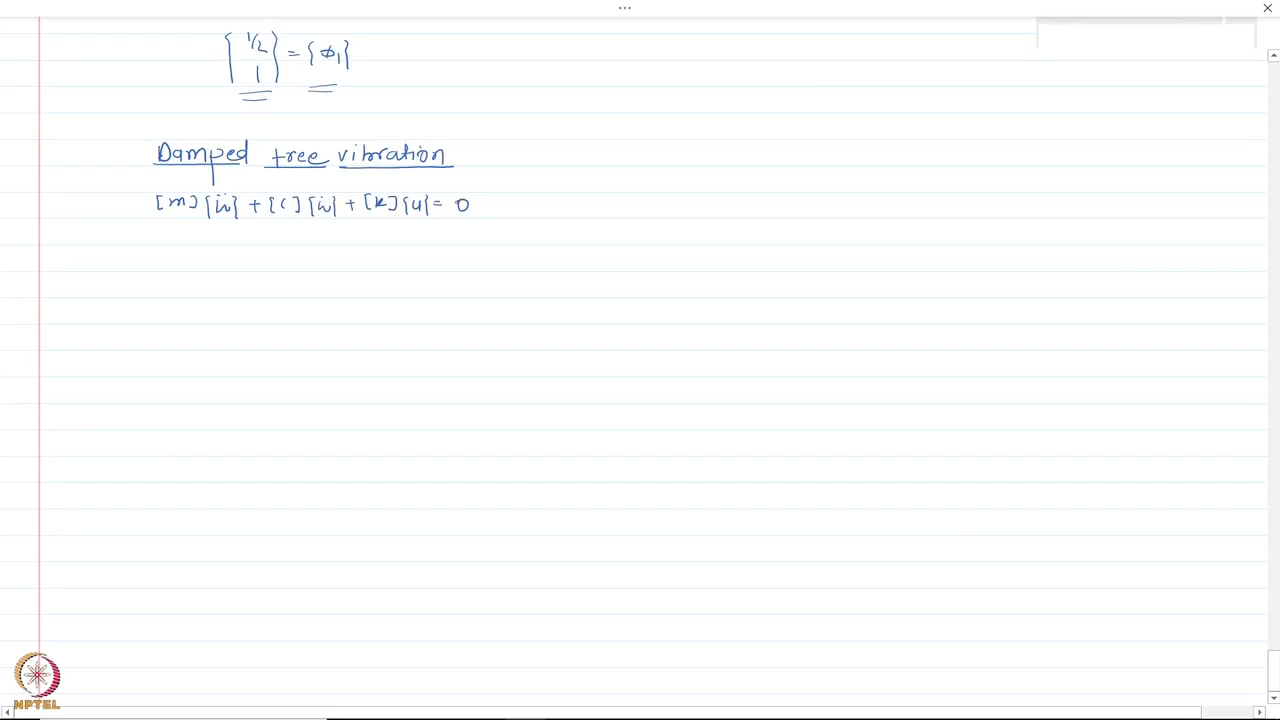 {1/2 1} = {ϕ₁}
Damped free vibration
[m]{ü} + [c]{u̇} + [k]{u} = 0
NPTEL